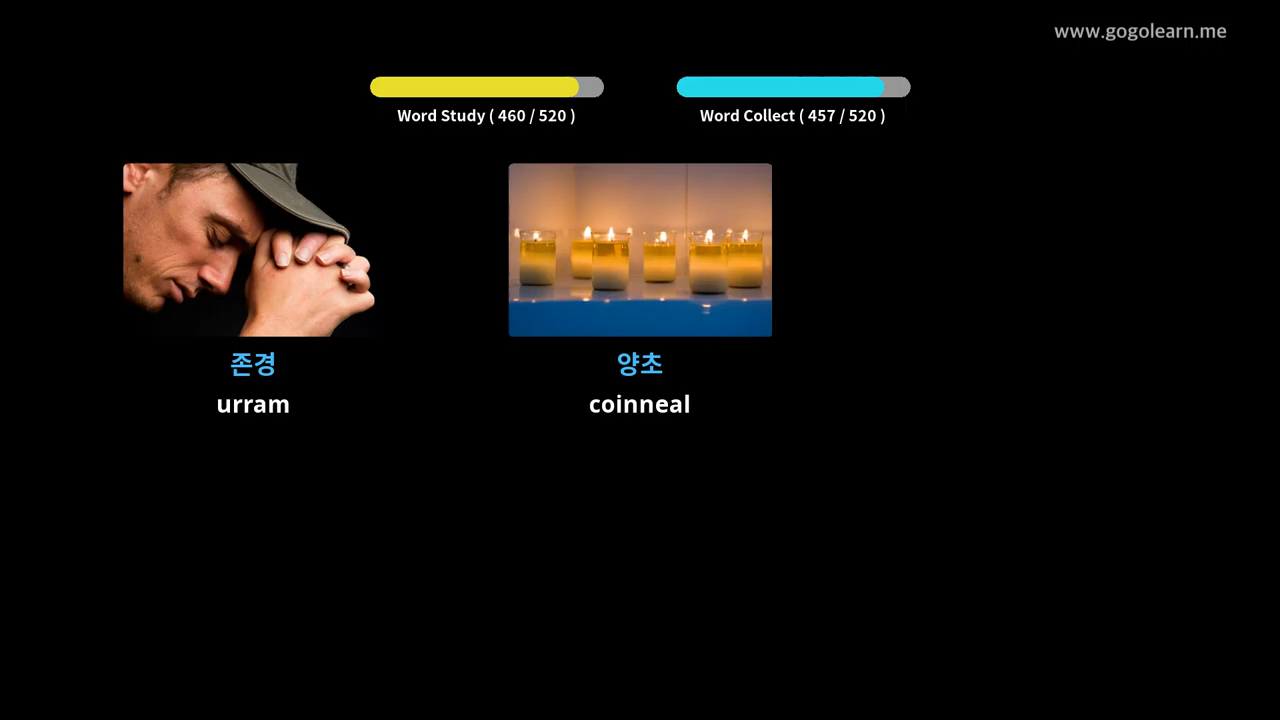 www.gogolearn.me
Word Study ( 460 / 520 )
Word Collect ( 457 / 520 )
존경
urram
양초
coinneal